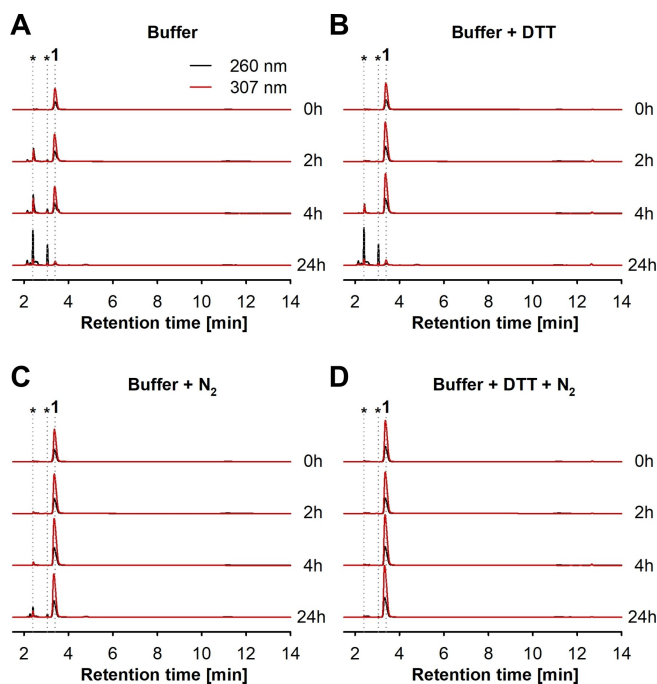 A
Buffer
* *1
260 nm
307 nm
0h
2h
4h
24h
2 4 6 8 10 12 14
Retention time [min]
B
Buffer + DTT
* *1
0h
2h
4h
24h
2 4 6 8 10 12 14
Retention time [min]
C
Buffer + N₂
* *1
0h
2h
4h
24h
2 4 6 8 10 12 14
Retention time [min]
D
Buffer + DTT + N₂
* *1
0h
2h
4h
24h
2 4 6 8 10 12 14
Retention time [min]